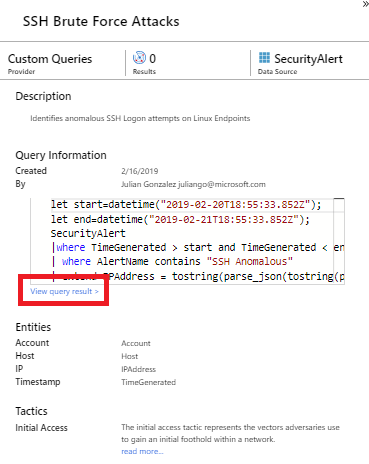 »
SSH Brute Force Attacks
Custom Queries
Provider
0
Results
SecurityAlert
Data Source
Description
Identifies anomalous SSH Logon attempts on Linux Endpoints
Query Information
Created 2/16/2019
By Julian Gonzalez juliango@microsoft.com
let start=datetime("2019-02-20T18:55:33.852Z");
let end=datetime("2019-02-21T18:55:33.852Z");
SecurityAlert
|where TimeGenerated > start and TimeGenerated < en
| where AlertName contains "SSH Anomalous"
| extend IPAddress = tostring(parse_json(tostring(p
View query result >
Entities
Account Account
Host Host
IP IPAddress
Timestamp TimeGenerated
Tactics
Initial Access The initial access tactic represents the vectors adversaries use
to gain an initial foothold within a network.
read more...